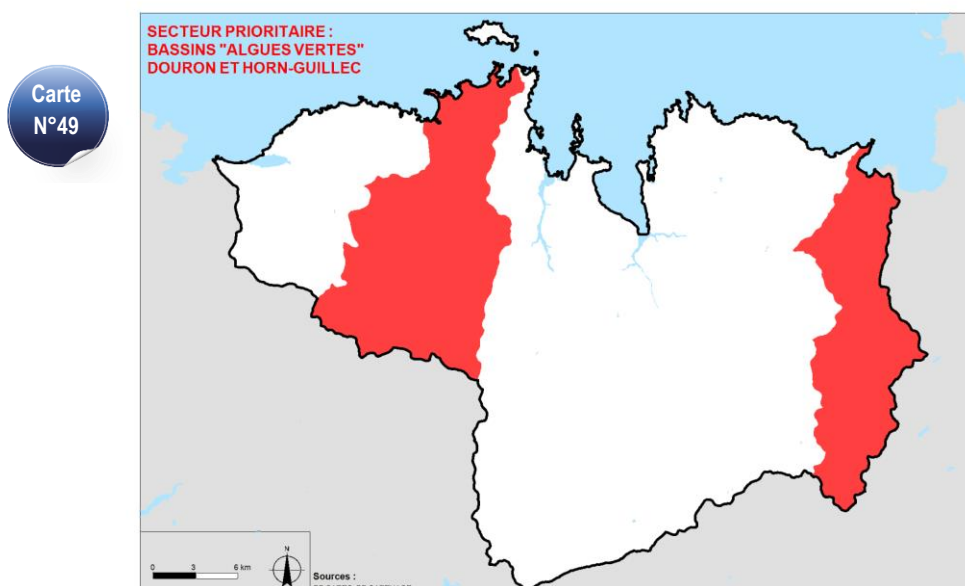 Carte
N°49
SECTEUR PRIORITAIRE :
BASSINS "ALGUES VERTES"
DOURON ET HORN-GUILLEC
0 3 6 km
N
Sources :